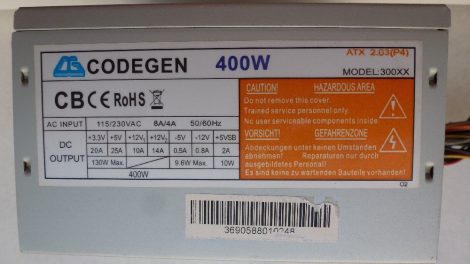 CODEGEN 400W ATX 2.03(P4)
MODEL:300XX
CB CE RoHS
AC INPUT 115/230VAC 8A/4A 50/60Hz
DC OUTPUT
+3.3V +5V +12V₁ +12V₂ -5V -12V +5VSB
20A 25A 10A 14A 0.5A 0.8A 2A
130W Max. 9.6W Max. 10W
400W
CAUTION! HAZARDOUS AREA
Do not remove this cover.
Trained service personnel only.
No user serviceable components inside
VORSICHT! GEFAHRENZONE
Abdeckungen unter keinen Umständen
abnehmen! Reparaturen nur durch
ausgebildetes Personal!
Es sind keine zu wartenden Bauteile vorhanden!
02